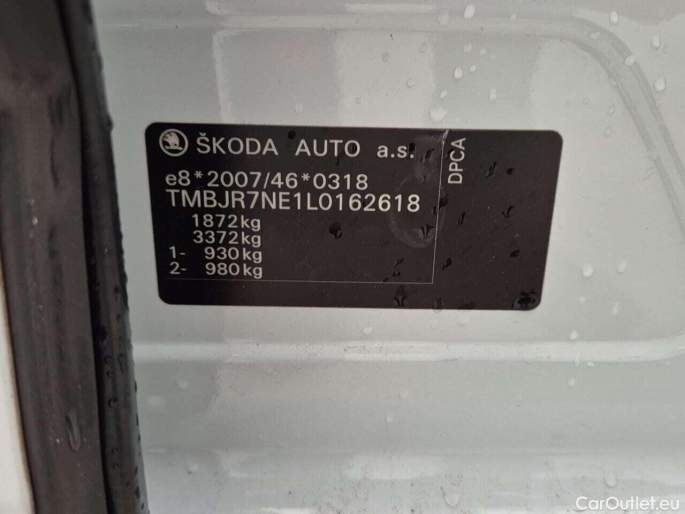 ŠKODA AUTO a.s.
e8*2007/46*0318
TMBJR7NE1L0162618
1872kg
3372kg
1- 930kg
2- 980kg
DPCA
CarOutlet.eu